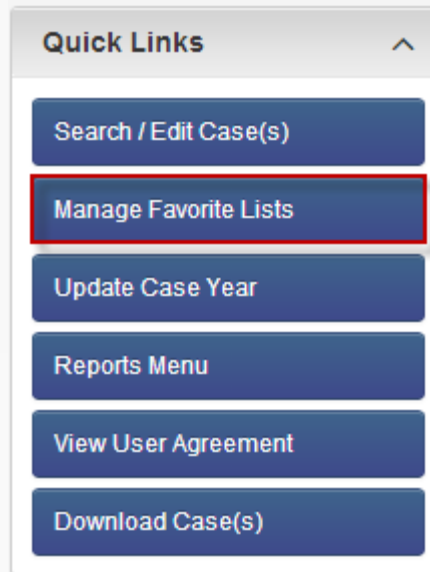 Quick Links
Search / Edit Case(s)
Manage Favorite Lists
Update Case Year
Reports Menu
View User Agreement
Download Case(s)